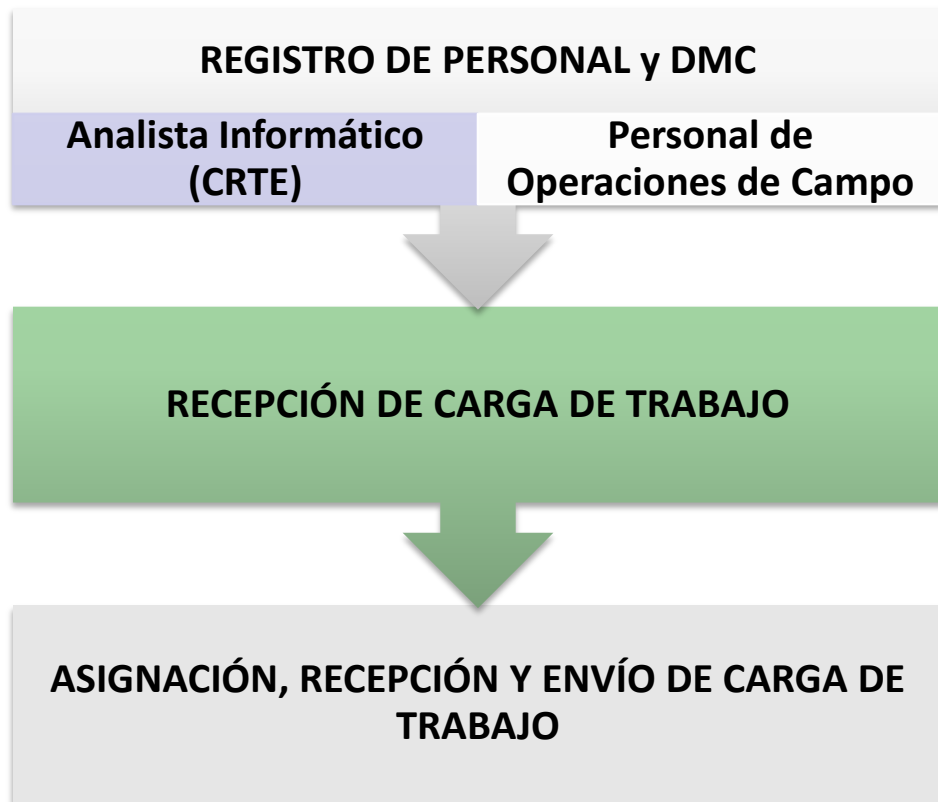 REGISTRO DE PERSONAL y DMC
Analista Informático
(CRTE)
Personal de
Operaciones de Campo
RECEPCIÓN DE CARGA DE TRABAJO
ASIGNACIÓN, RECEPCIÓN Y ENVÍO DE CARGA DE
TRABAJO